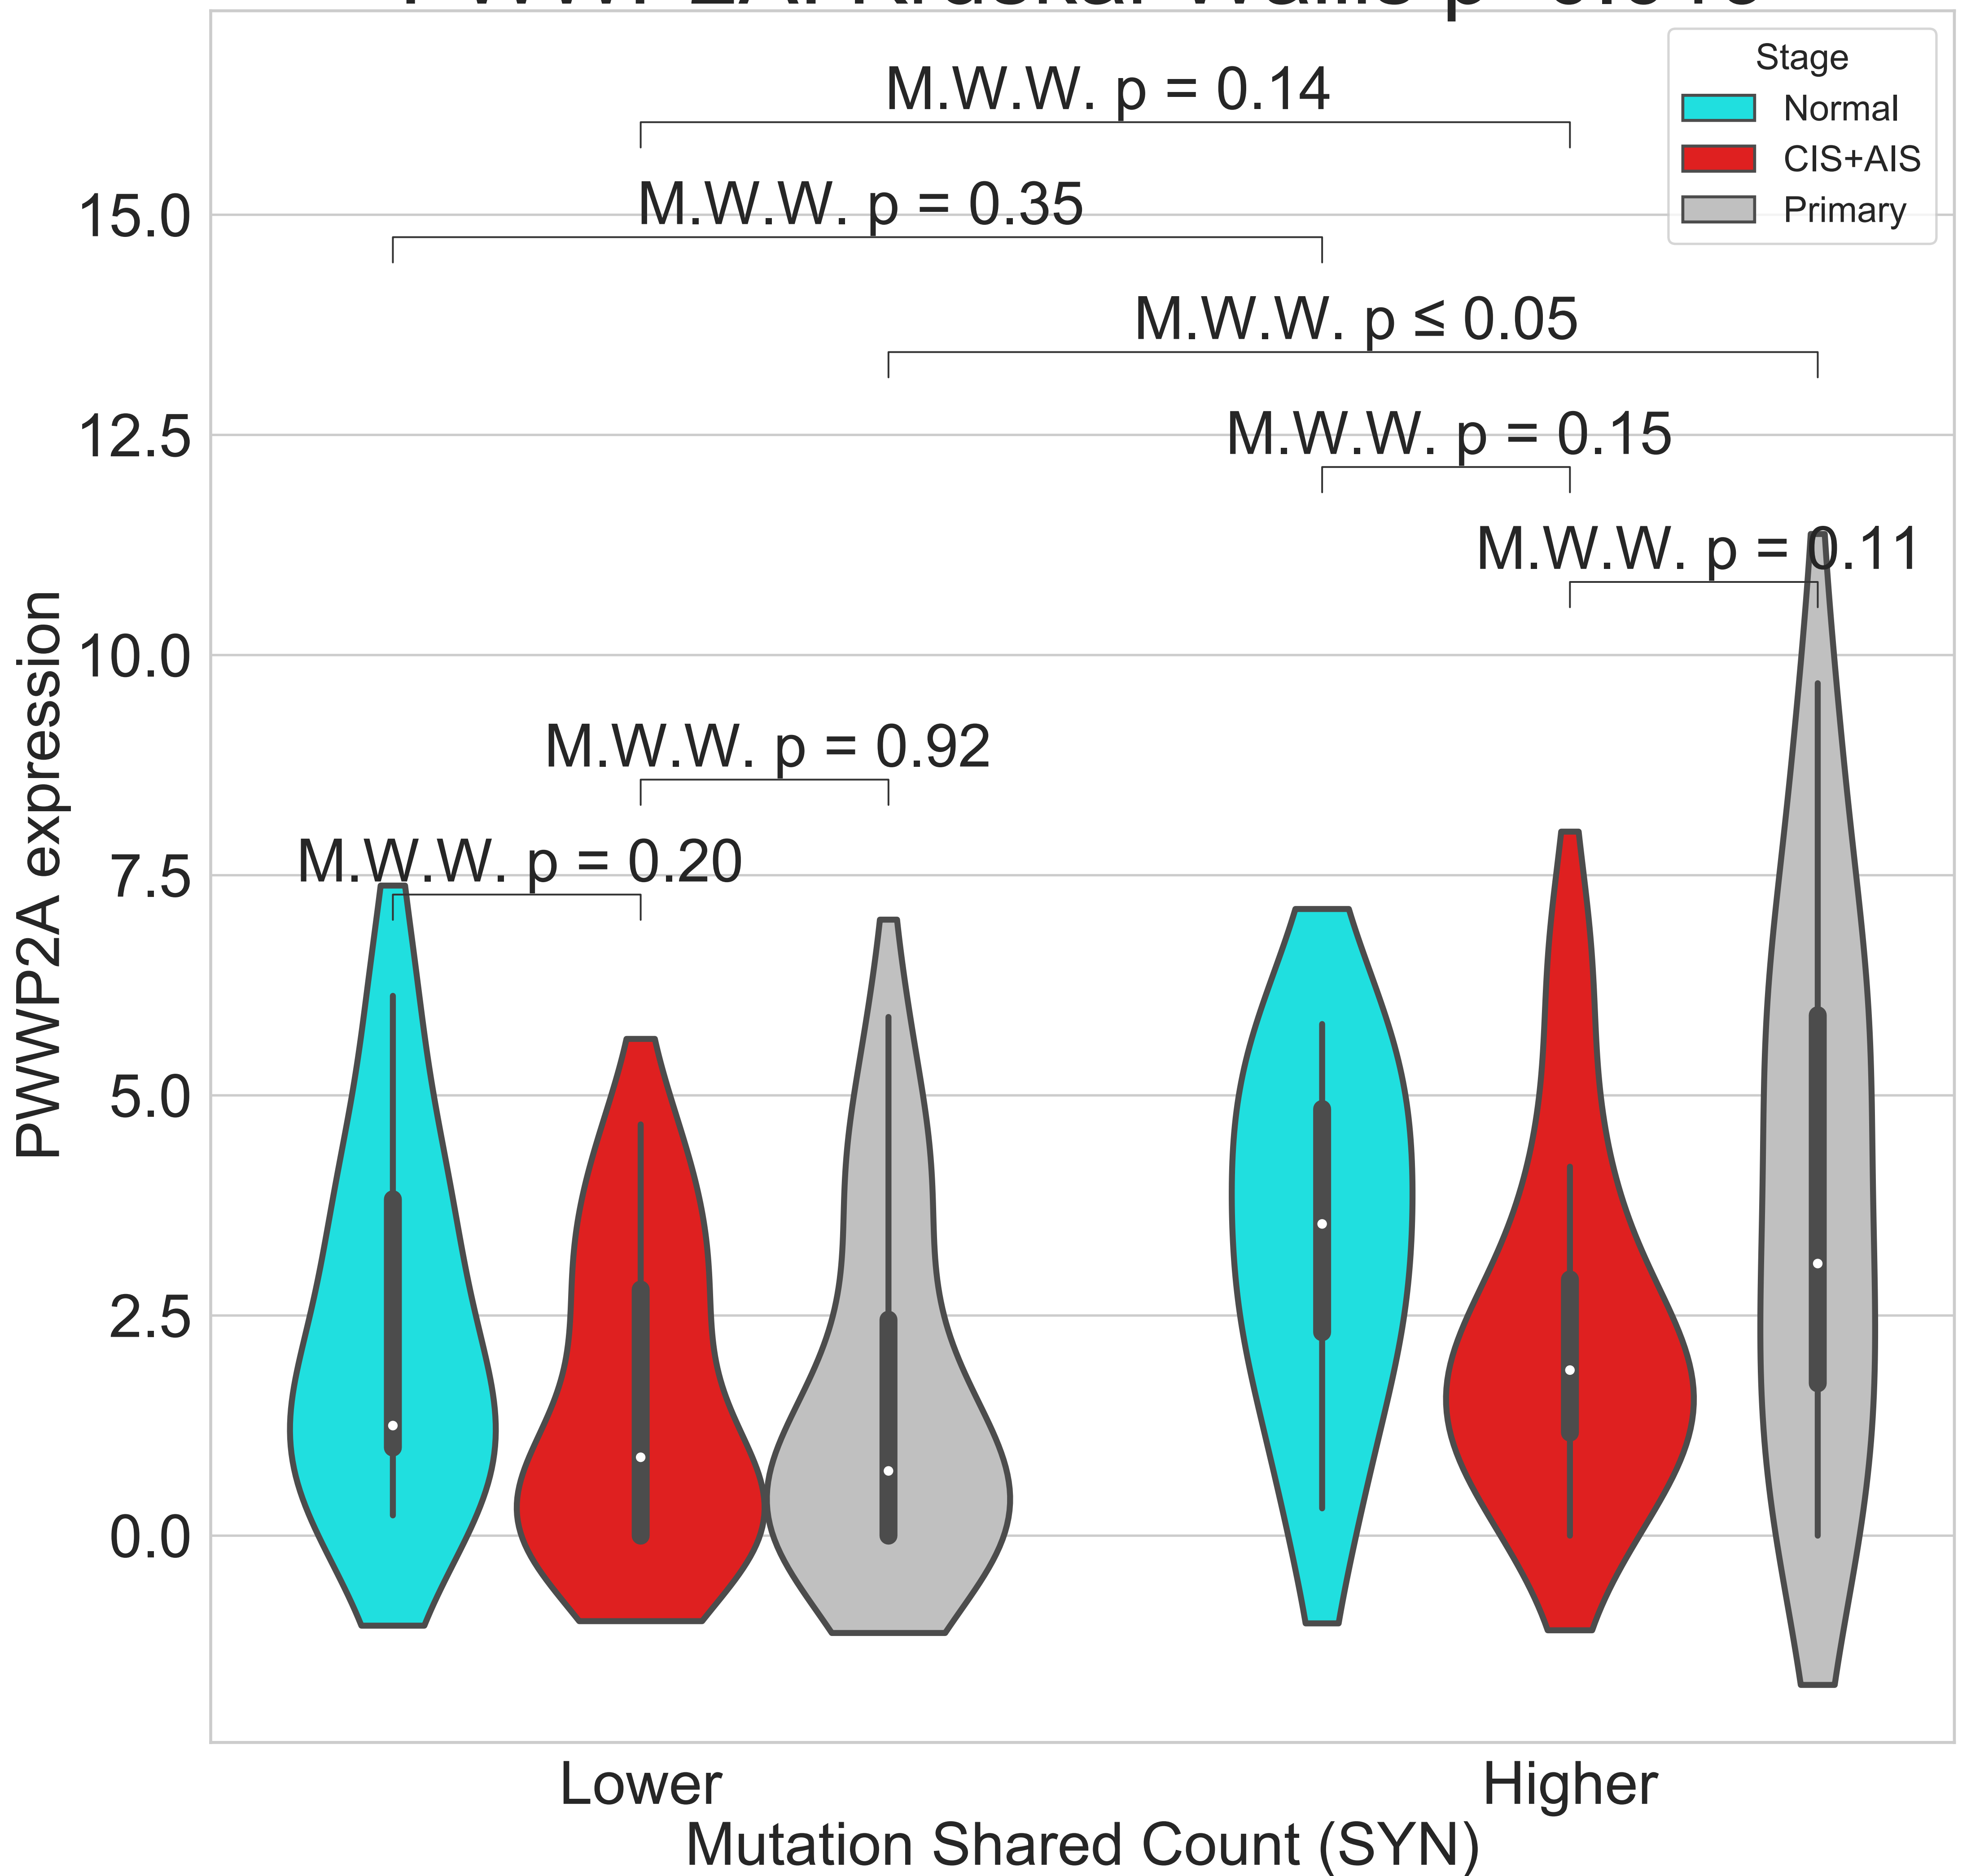 Stage
Normal
CIS+AIS
Primary
M.W.W. p = 0.14
M.W.W. p = 0.35
M.W.W. p ≤ 0.05
M.W.W. p = 0.15
M.W.W. p = 0.11
M.W.W. p = 0.92
M.W.W. p = 0.20
PWWP2A expression
15.0
12.5
10.0
7.5
5.0
2.5
0.0
Lower
Higher
Mutation Shared Count (SYN)